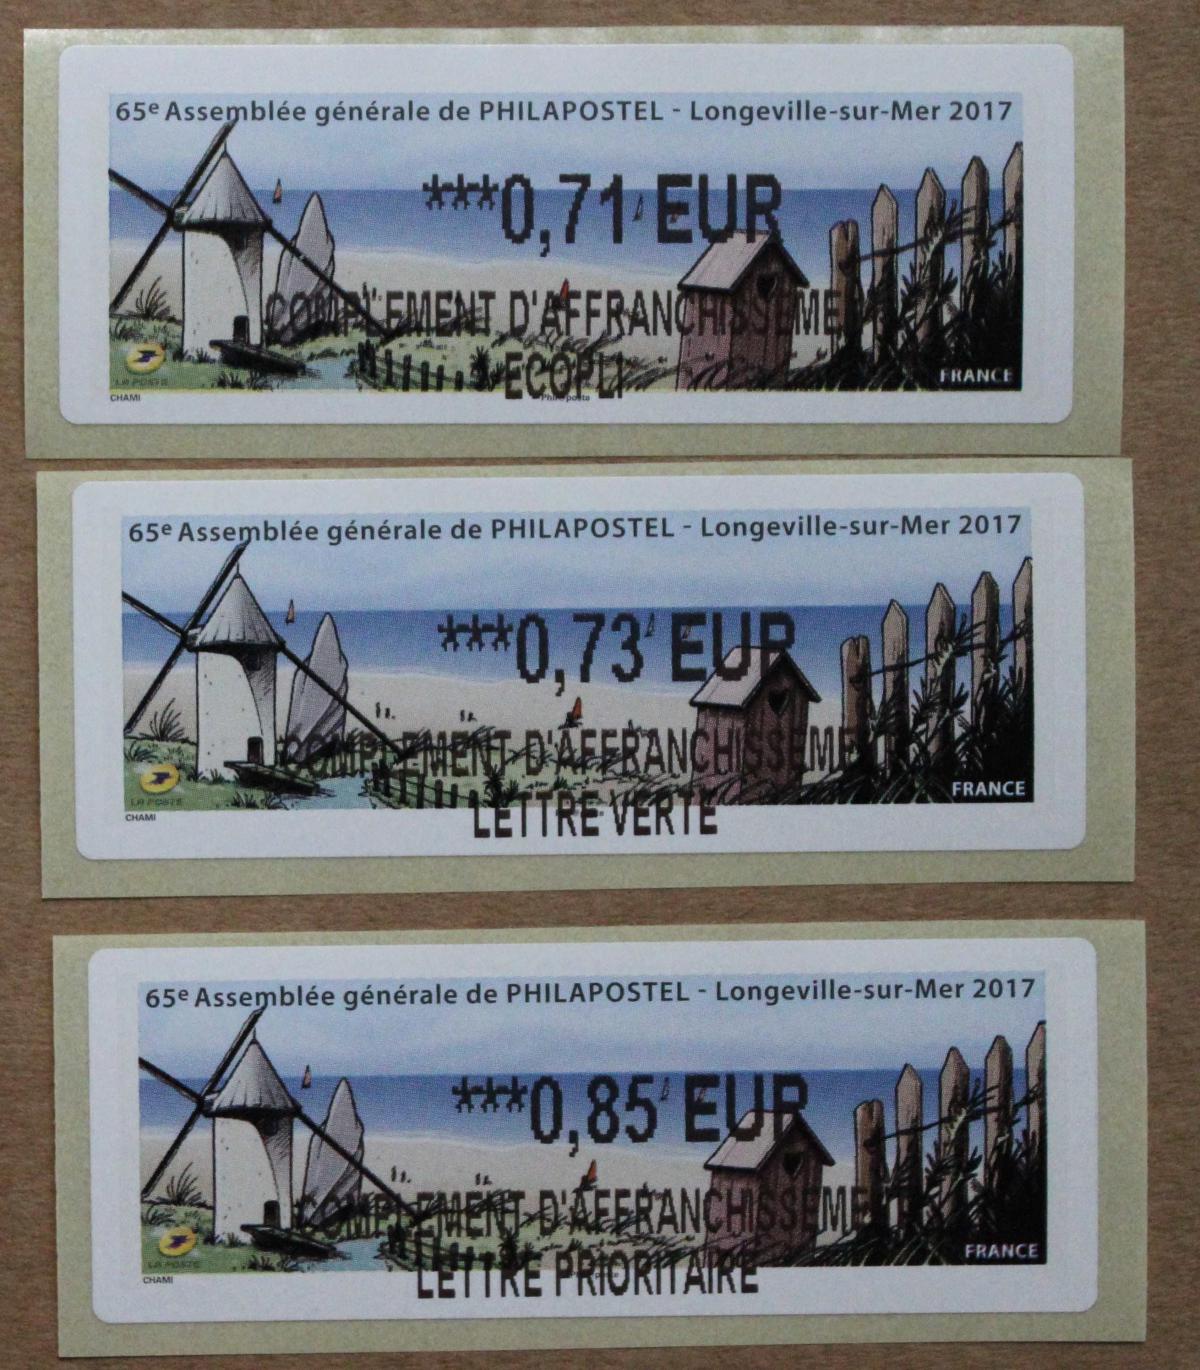 65e Assemblée générale de PHILAPOSTEL - Longeville-sur-Mer 2017
***0,71 EUR
COMPLEMENT D'AFFRANCHISSEMENT
ECOPLI
LA POSTE
FRANCE
CHAMI
Phil@poste
65e Assemblée générale de PHILAPOSTEL - Longeville-sur-Mer 2017
***0,73 EUR
COMPLEMENT D'AFFRANCHISSEMENT
LETTRE VERTE
LA POSTE
FRANCE
CHAMI
65e Assemblée générale de PHILAPOSTEL - Longeville-sur-Mer 2017
***0,85 EUR
COMPLEMENT D'AFFRANCHISSEMENT
LETTRE PRIORITAIRE
LA POSTE
FRANCE
CHAMI